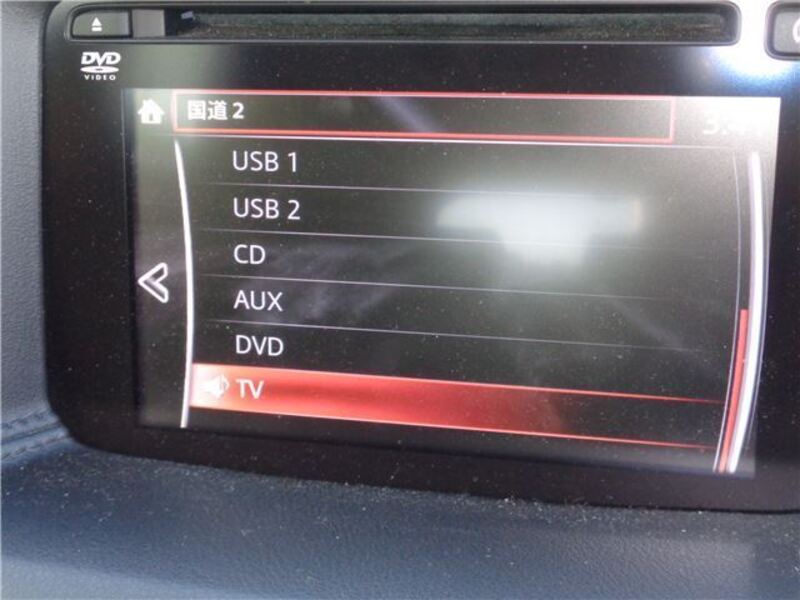 DVD
VIDEO
国道 2
USB 1
USB 2
CD
AUX
DVD
TV